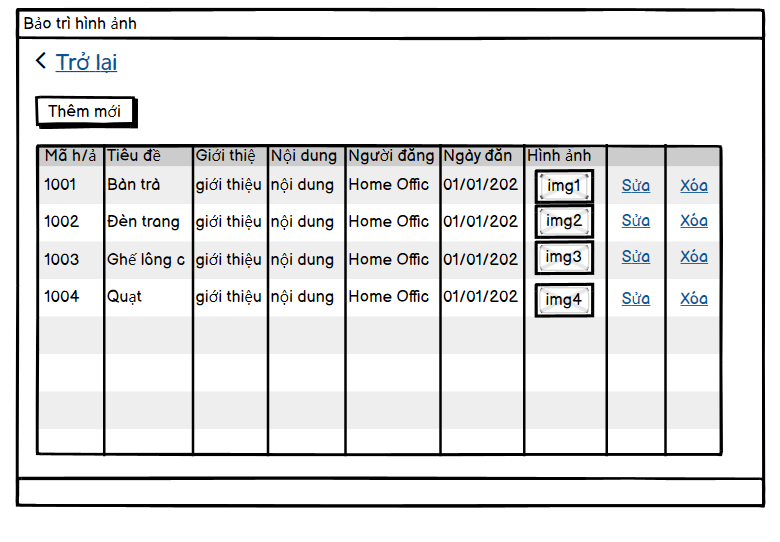 Bảo trì hình ảnh
< Trở lại
Thêm mới
Mã h/ả Tiêu đề Giới thiệ Nội dung Người đăng Ngày đăn Hình ảnh
1001 Bàn trà giới thiệu nội dung Home Offic 01/01/202 img1 Sửa Xóa
1002 Đèn trang giới thiệu nội dung Home Offic 01/01/202 img2 Sửa Xóa
1003 Ghế lông c giới thiệu nội dung Home Offic 01/01/202 img3 Sửa Xóa
1004 Quạt giới thiệu nội dung Home Offic 01/01/202 img4 Sửa Xóa